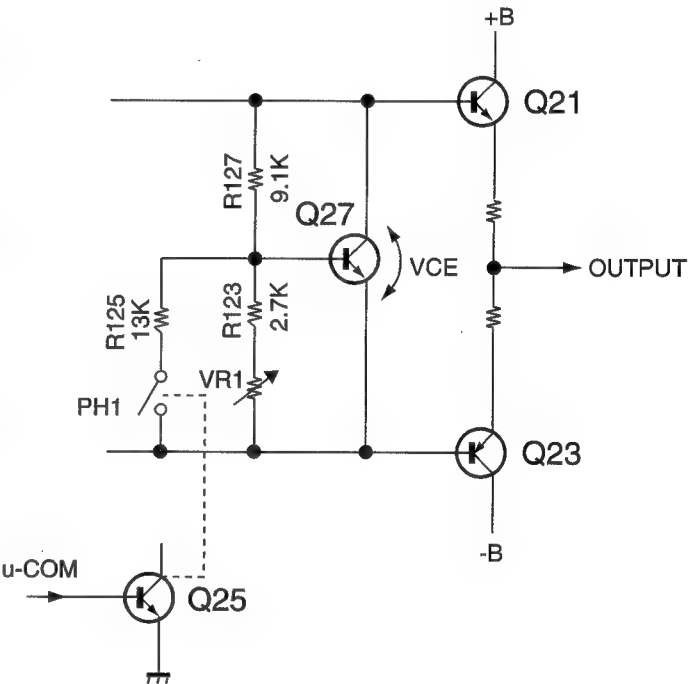 +B
Q21
R127
9.1K
Q27
VCE
OUTPUT
R125
13K
R123
2.7K
VR1
PH1
Q23
-B
u-COM
Q25